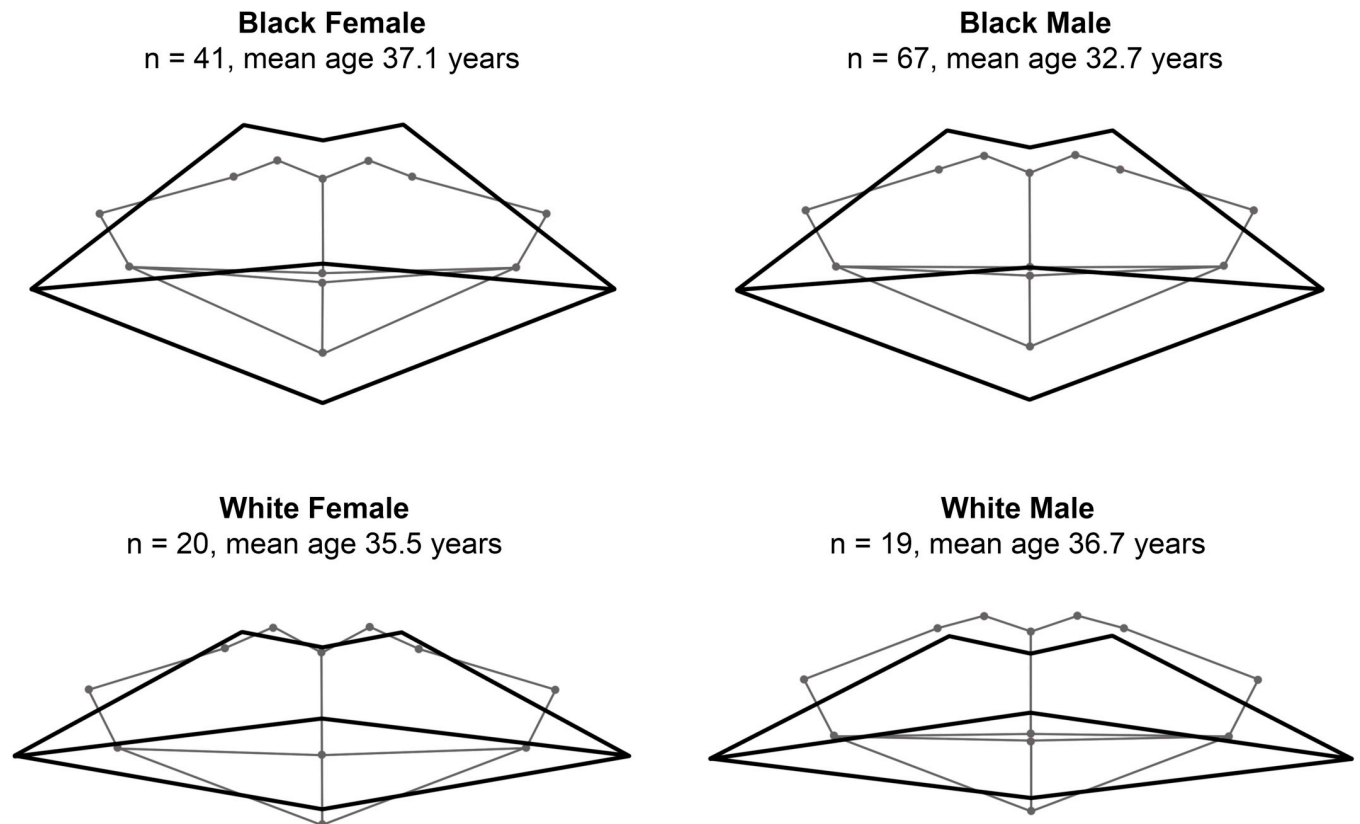 Black Female
n = 41, mean age 37.1 years
Black Male
n = 67, mean age 32.7 years
White Female
n = 20, mean age 35.5 years
White Male
n = 19, mean age 36.7 years